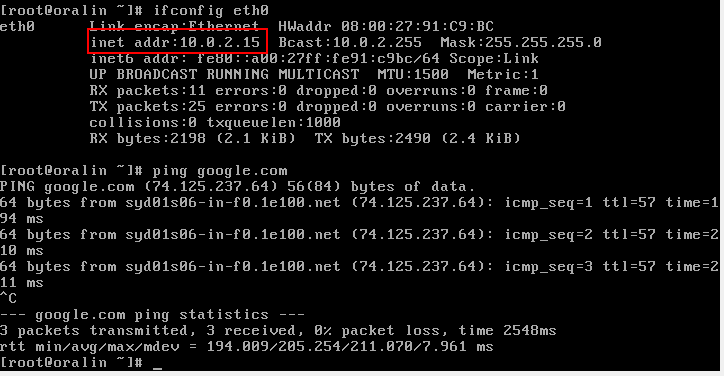 [root@oralin ~]# ifconfig eth0
eth0      Link encap:Ethernet  HWaddr 08:00:27:91:C9:BC
          inet addr:10.0.2.15  Bcast:10.0.2.255  Mask:255.255.255.0
          inet6 addr: fe80::a00:27ff:fe91:c9bc/64 Scope:Link
          UP BROADCAST RUNNING MULTICAST  MTU:1500  Metric:1
          RX packets:11 errors:0 dropped:0 overruns:0 frame:0
          TX packets:25 errors:0 dropped:0 overruns:0 carrier:0
          collisions:0 txqueuelen:1000
          RX bytes:2198 (2.1 KiB)  TX bytes:2490 (2.4 KiB)
[root@oralin ~]# ping google.com
PING google.com (74.125.237.64) 56(84) bytes of data.
64 bytes from syd01s06-in-f0.1e100.net (74.125.237.64): icmp_seq=1 ttl=57 time=1
94 ms
64 bytes from syd01s06-in-f0.1e100.net (74.125.237.64): icmp_seq=2 ttl=57 time=2
10 ms
64 bytes from syd01s06-in-f0.1e100.net (74.125.237.64): icmp_seq=3 ttl=57 time=2
11 ms
^C
--- google.com ping statistics ---
3 packets transmitted, 3 received, 0% packet loss, time 2548ms
rtt min/avg/max/mdev = 194.009/205.254/211.070/7.961 ms
[root@oralin ~]# _